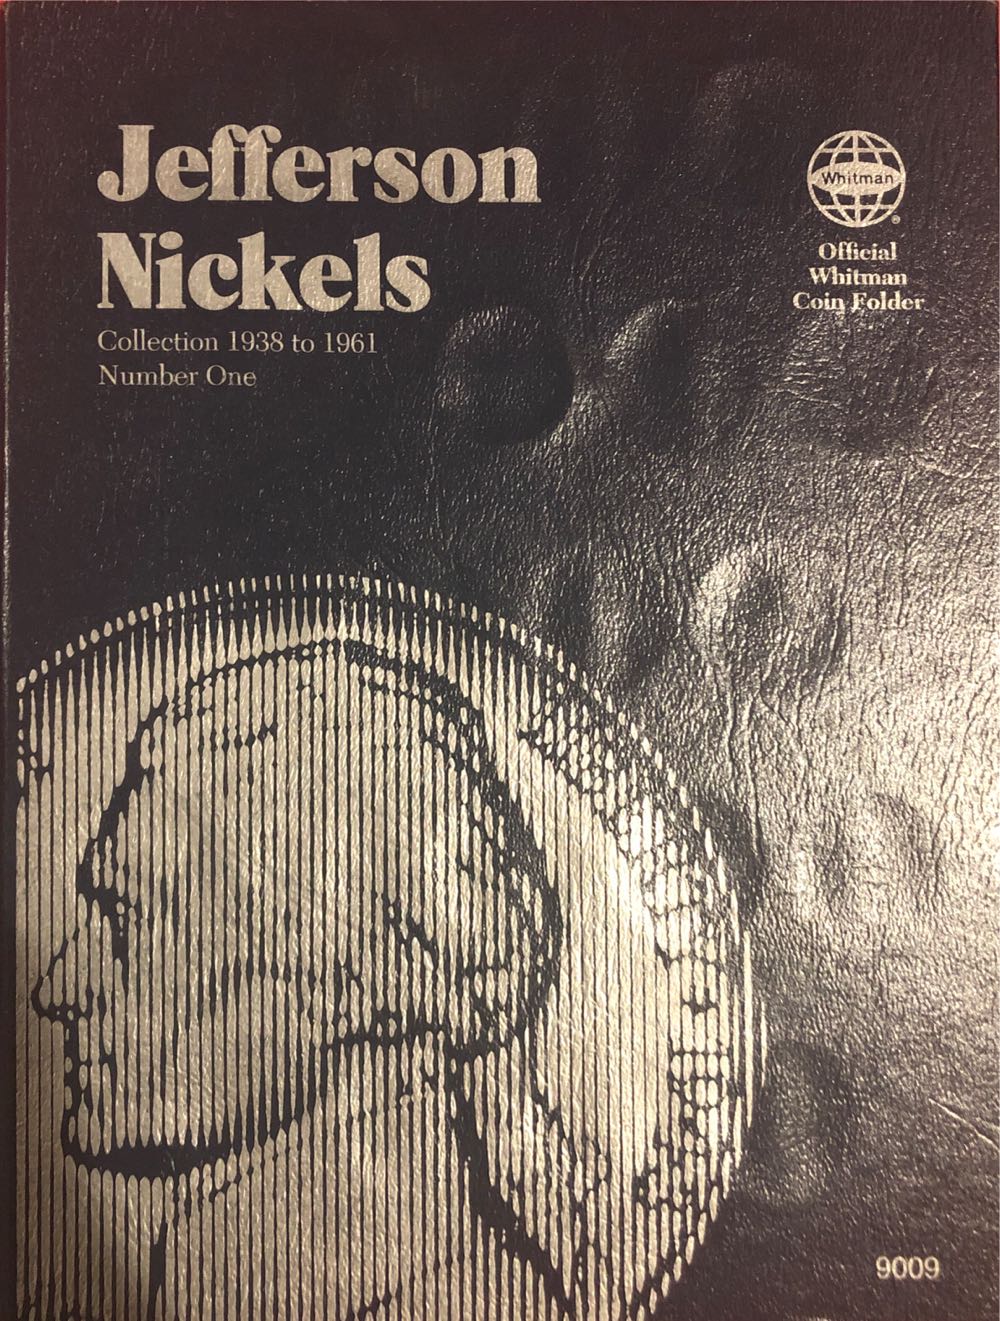 Jefferson
Nickels
Collection 1938 to 1961
Number One
Whitman
®
Official
Whitman
Coin Folder
9009